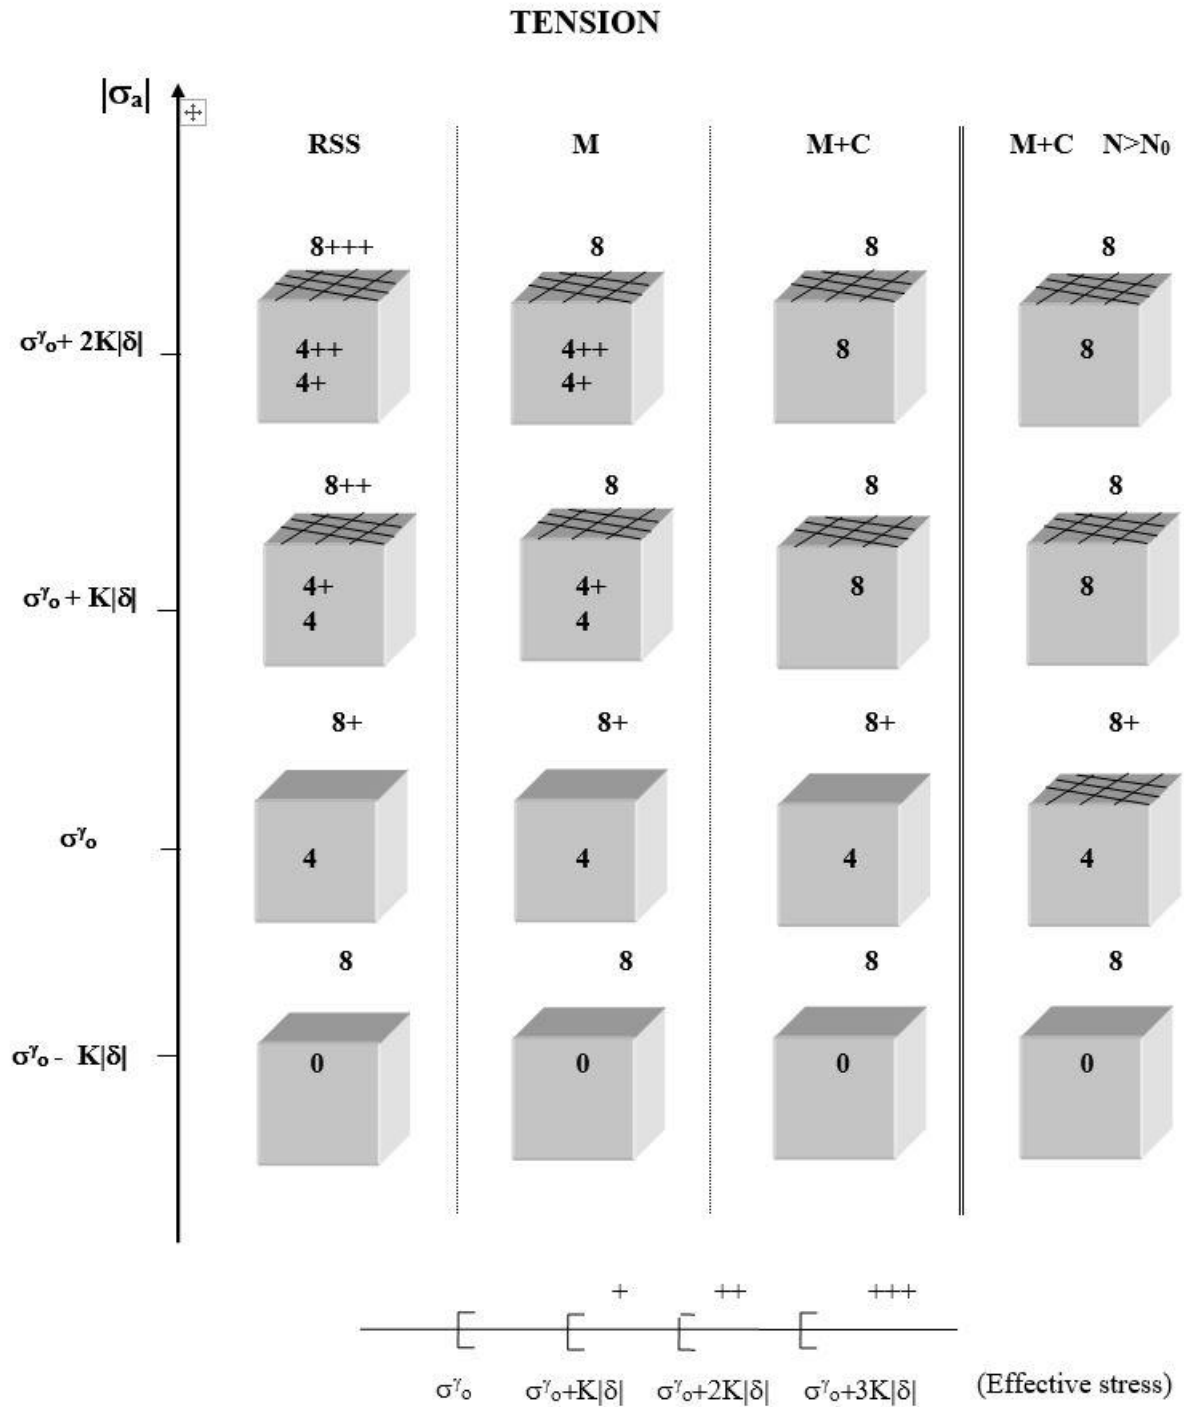 TENSION
|σₐ|
RSS M M+C M+C N>N₀
8+++ 8 8 8
σᵞₒ+ 2K|δ|
4++ 4++ 8 8
4+ 4+
8++ 8 8 8
σᵞₒ + K|δ|
4+ 4+ 8 8
4 4
8+ 8+ 8+ 8+
σᵞₒ
4 4 4 4
8 8 8 8
σᵞₒ - K|δ|
0 0 0 0
+ ++ +++
σᵞₒ σᵞₒ+K|δ| σᵞₒ+2K|δ| σᵞₒ+3K|δ| (Effective stress)